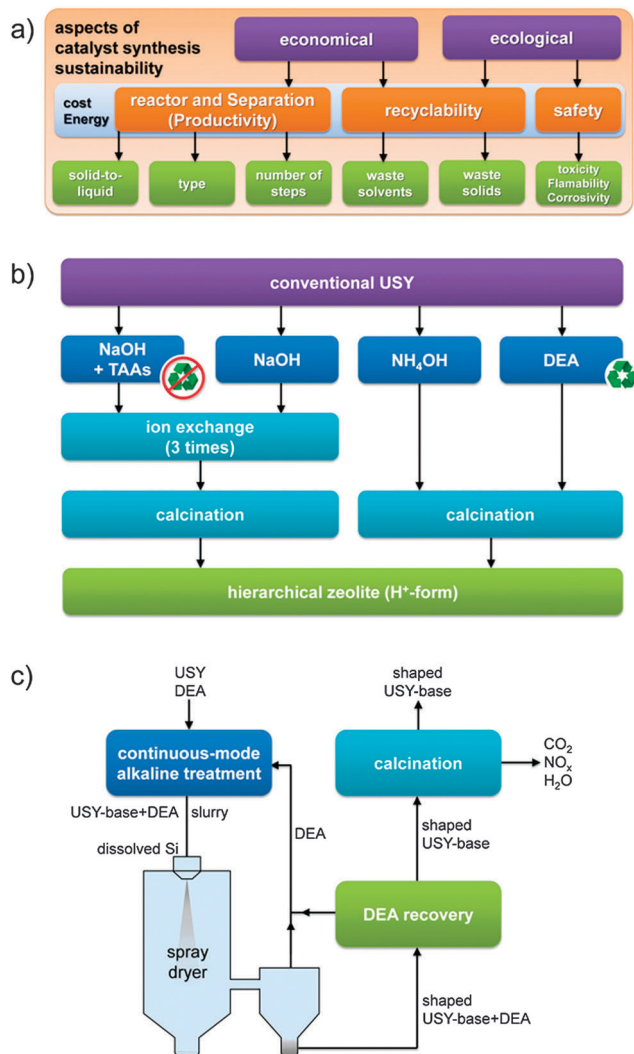 a)
aspects of
catalyst synthesis
sustainability
economical
ecological
cost
Energy
reactor and Separation
(Productivity)
recyclability
safety
solid-to-
liquid
type
number of
steps
waste
solvents
waste
solids
toxicity
Flamability
Corrosivity
b)
conventional USY
NaOH
+ TAAs
NaOH
NH₄OH
DEA
ion exchange
(3 times)
calcination
calcination
hierarchical zeolite (H⁺-form)
c)
USY
DEA
shaped
USY-base
continuous-mode
alkaline treatment
calcination
CO₂
NOₓ
H₂O
USY-base+DEA
slurry
dissolved Si
DEA
shaped
USY-base
DEA recovery
spray
dryer
shaped
USY-base+DEA